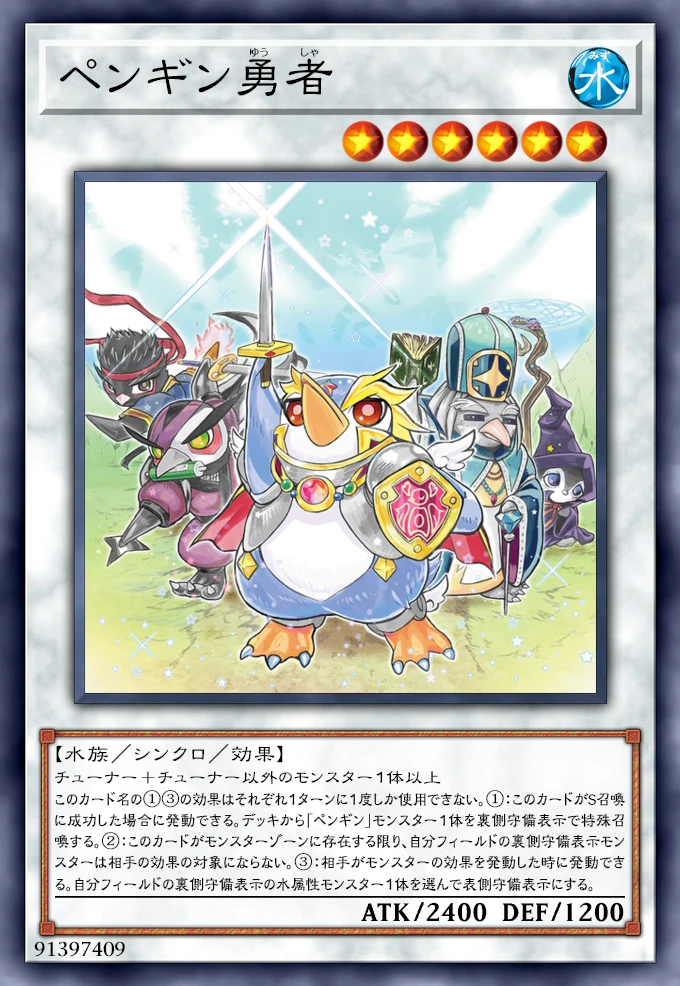 ペンギン勇者
ゆう しゃ
みず
水
【水族／シンクロ／効果】
チューナー＋チューナー以外のモンスター1体以上
このカード名の①③の効果はそれぞれ1ターンに1度しか使用できない。①：このカードがS召喚
に成功した場合に発動できる。デッキから「ペンギン」モンスター1体を裏側守備表示で特殊召
喚する。②：このカードがモンスターゾーンに存在する限り、自分フィールドの裏側守備表示モン
スターは相手の効果の対象にならない。③：相手がモンスターの効果を発動した時に発動でき
る。自分フィールドの裏側守備表示の水属性モンスター1体を選んで表側守備表示にする。
ATK/2400 DEF/1200
91397409